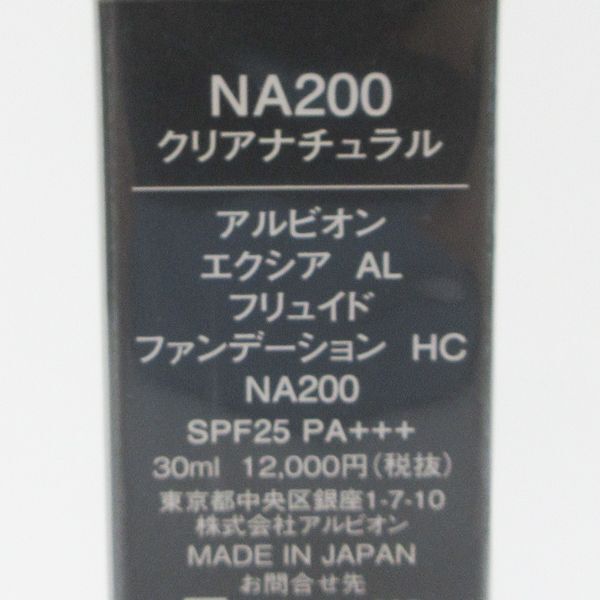 NA200
クリアナチュラル
アルビオン
エクシア AL
フリュイド
ファンデーション HC
NA200
SPF25 PA+++
30ml 12,000円(税抜)
東京都中央区銀座1-7-10
株式会社アルビオン
MADE IN JAPAN
お問合せ先